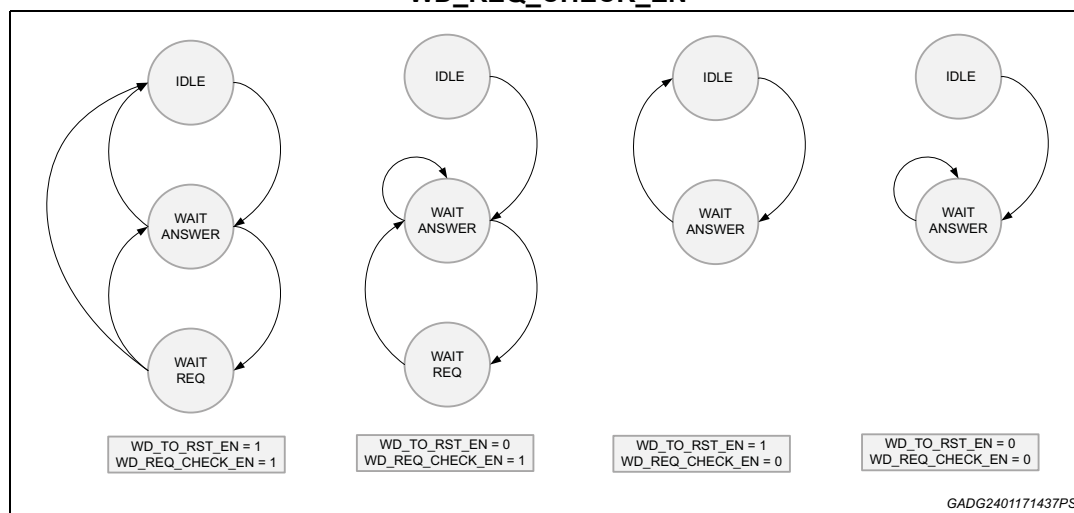 WD_REQ_CHECK_EN
IDLE
WAIT
ANSWER
WAIT
REQ
WD_TO_RST_EN = 1
WD_REQ_CHECK_EN = 1
IDLE
WAIT
ANSWER
WAIT
REQ
WD_TO_RST_EN = 0
WD_REQ_CHECK_EN = 1
IDLE
WAIT
ANSWER
WD_TO_RST_EN = 1
WD_REQ_CHECK_EN = 0
IDLE
WAIT
ANSWER
WD_TO_RST_EN = 0
WD_REQ_CHECK_EN = 0
GADG2401171437PS